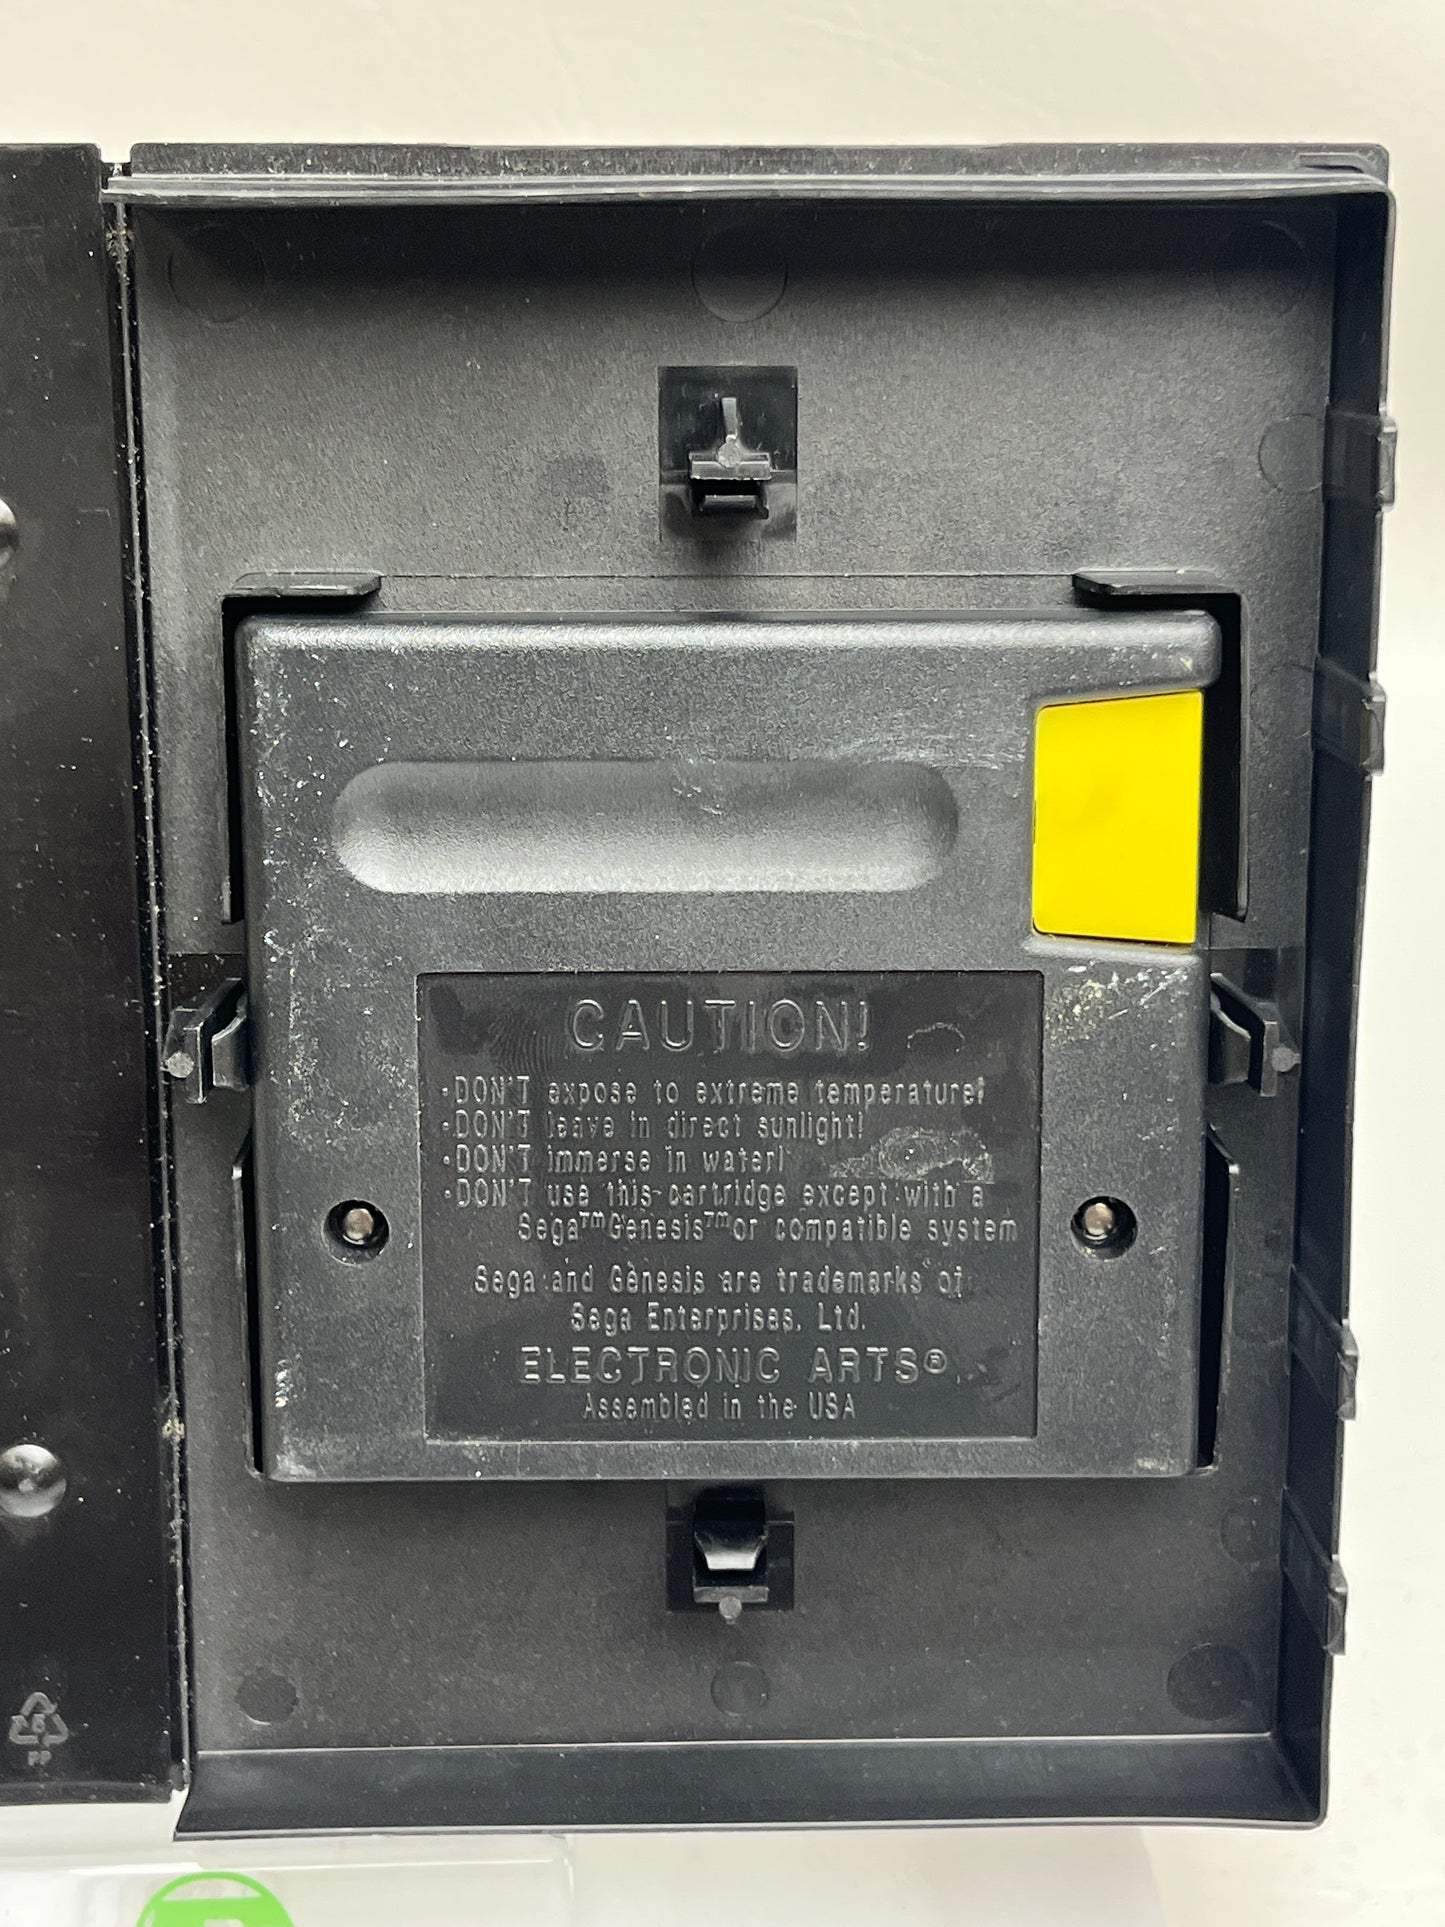 CAUTION!
·DON'T expose to extreme temperature!
·DON'T leave in direct sunlight!
·DON'T immerse in water!
·DON'T use this cartridge except with a
Sega™ Genesis™ or compatible system
Sega and Genesis are trademarks of
Sega Enterprises, Ltd.
ELECTRONIC ARTS®
Assembled in the USA
5
PP